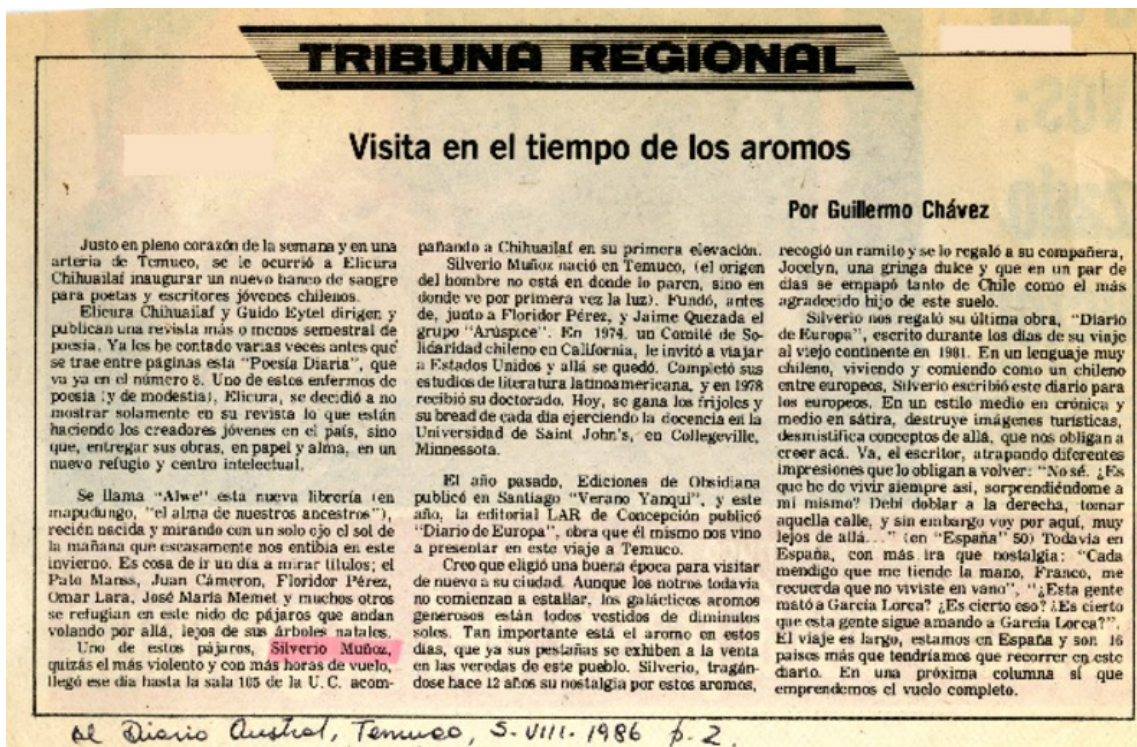 TRIBUNA REGIONAL
Visita en el tiempo de los aromos
Por Guillermo Chávez
Justo en pleno corazón de la semana y en una
arteria de Temuco, se le ocurrió a Elicura
Chihuailaf inaugurar un nuevo banco de sangre
para poetas y escritores jóvenes chilenos.
Elicura Chihuailaf y Guido Eytel dirigen y
publican una revista más o menos semestral de
poesía. Ya les he contado varias veces antes que
se trae entre páginas esta "Poesía Diaria", que
va ya en el número 8. Uno de estos enfermos de
poesía (y de modestia), Elicura, se decidió a no
mostrar solamente en su revista lo que están
haciendo los creadores jóvenes en el país, sino
que, entregar sus obras, en papel y alma, en un
nuevo refugio y centro intelectual.
Se llama "Alwe" esta nueva librería (en
mapudungo, "el alma de nuestros ancestros"),
recién nacida y mirando con un solo ojo el sol de
la mañana que escasamente nos entibia en este
invierno. Es cosa de ir un día a mirar títulos; el
Pato Manss, Juan Cámeron, Floridor Pérez,
Omar Lara, José María Memet y muchos otros
se refugian en este nido de pájaros que andan
volando por allá, lejos de sus árboles natales.
Uno de estos pájaros, Silverio Muñoz,
quizás el más violento y con más horas de vuelo,
llegó ese día hasta la sala 105 de la U. C. acom-
pañando a Chihuailaf en su primera elevación.
Silverio Muñoz nació en Temuco, (el origen
del hombre no está en donde lo paren, sino en
donde ve por primera vez la luz). Fundó, antes
de, junto a Floridor Pérez, y Jaime Quezada el
grupo "Arúspice". En 1974, un Comité de So-
lidaridad chileno en California, le invitó a viajar
a Estados Unidos y allá se quedó. Completó sus
estudios de literatura latinoamericana, y en 1978
recibió su doctorado. Hoy, se gana los frijoles y
su bread de cada día ejerciendo la docencia en la
Universidad de Saint John's, en Collegeville,
Minnessota.
El año pasado, Ediciones de Obsidiana
publicó en Santiago "Verano Yanqui", y este
año, la editorial LAR de Concepción publicó
"Diario de Europa", obra que él mismo nos vino
a presentar en este viaje a Temuco.
Creo que eligió una buena época para visitar
de nuevo a su ciudad. Aunque los notros todavía
no comienzan a estallar, los galácticos aromos
generosos están todos vestidos de diminutos
soles. Tan importante está el aromo en estos
días, que ya sus pestañas se exhiben a la venta
en las veredas de este pueblo. Silverio, tragán-
dose hace 12 años su nostalgia por estos aromos,
recogió un ramito y se lo regaló a su compañera,
Jocelyn, una gringa dulce y que en un par de
días se empapó tanto de Chile como el más
agradecido hijo de este suelo.
Silverio nos regaló su última obra, "Diario
de Europa", escrito durante los días de su viaje
al viejo continente en 1981. En un lenguaje muy
chileno, viviendo y comiendo como un chileno
entre europeos, Silverio escribió este diario para
los europeos. En un estilo medio en crónica y
medio en sátira, destruye imágenes turísticas,
desmistifica conceptos de allá, que nos obligan a
creer acá. Va, el escritor, atrapando diferentes
impresiones que lo obligan a volver: "No sé. ¿Es
que he de vivir siempre así, sorprendiéndome a
mí mismo? Debí doblar a la derecha, tomar
aquella calle, y sin embargo voy por aquí, muy
lejos de allá..." (en "España" 50) Todavía en
España, con más ira que nostalgia: "Cada
mendigo que me tiende la mano, Franco, me
recuerda que no viviste en vano", "¿Esta gente
mató a García Lorca? ¿Es cierto eso? ¿Es cierto
que esta gente sigue amando a García Lorca?".
El viaje es largo, estamos en España y son 16
países más que tendríamos que recorrer en este
diario. En una próxima columna sí que
emprendemos el vuelo completo.
El Diario Austral, Temuco, 5-VIII-1986 p. 2.